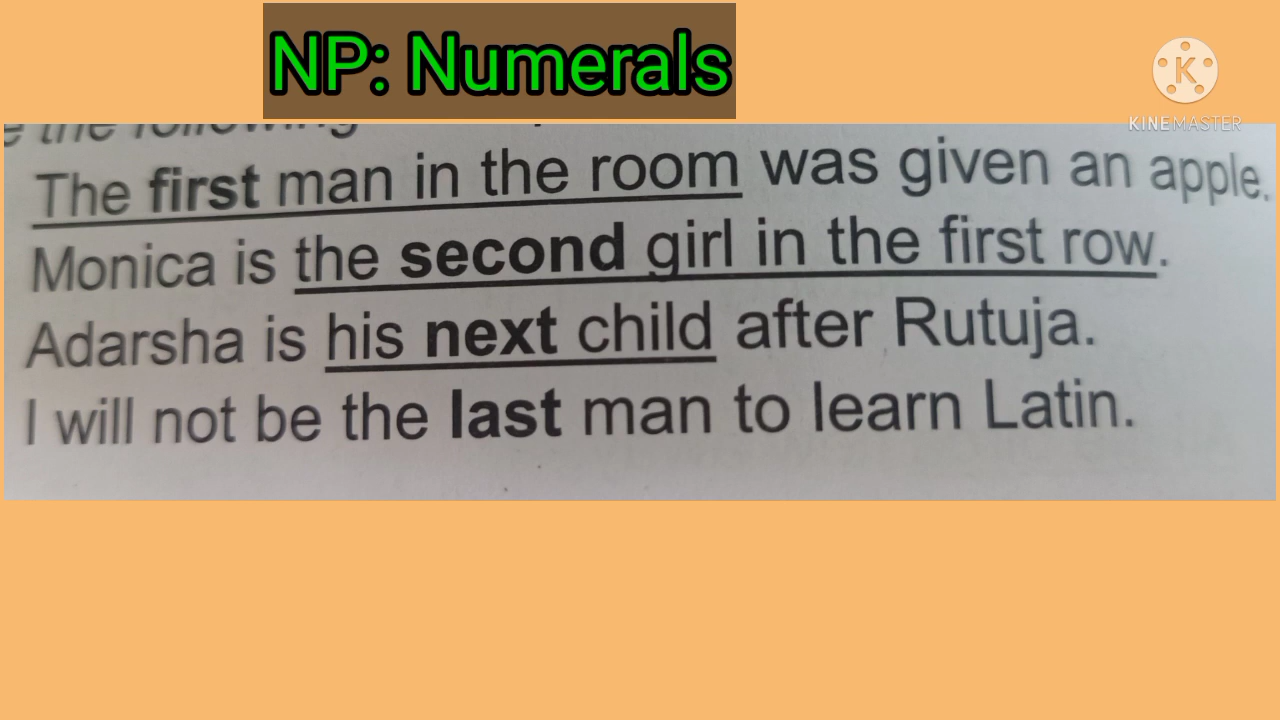 NP: Numerals
K
KINEMASTER
the following
The first man in the room was given an apple.
Monica is the second girl in the first row.
Adarsha is his next child after Rutuja.
I will not be the last man to learn Latin.